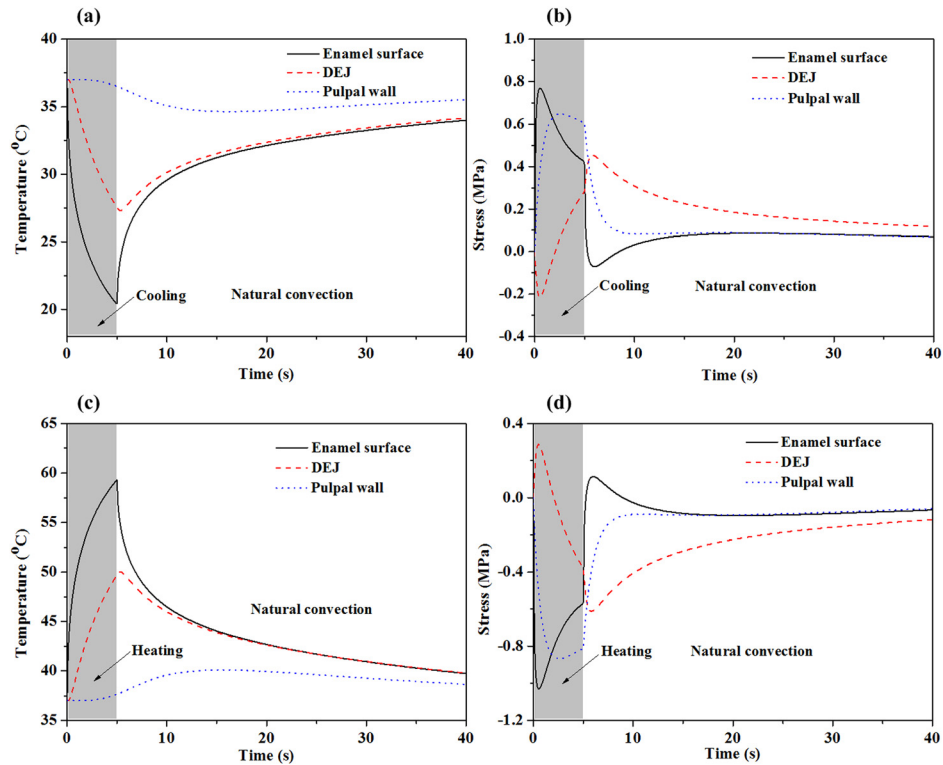 (a)
Temperature (⁰C)
40
35
30
25
20
Enamel surface
DEJ
Pulpal wall
Cooling
Natural convection
0 10 20 30 40
Time (s)
(b)
Stress (MPa)
1.0
0.8
0.6
0.4
0.2
0.0
-0.2
-0.4
Enamel surface
DEJ
Pulpal wall
Cooling
Natural convection
0 10 20 30 40
Time (s)
(c)
Temperature (⁰C)
65
60
55
50
45
40
35
Enamel surface
DEJ
Pulpal wall
Natural convection
Heating
0 10 20 30 40
Time (s)
(d)
Stress (MPa)
0.4
0.0
-0.4
-0.8
-1.2
Enamel surface
DEJ
Pulpal wall
Heating
Natural convection
0 10 20 30 40
Time (s)